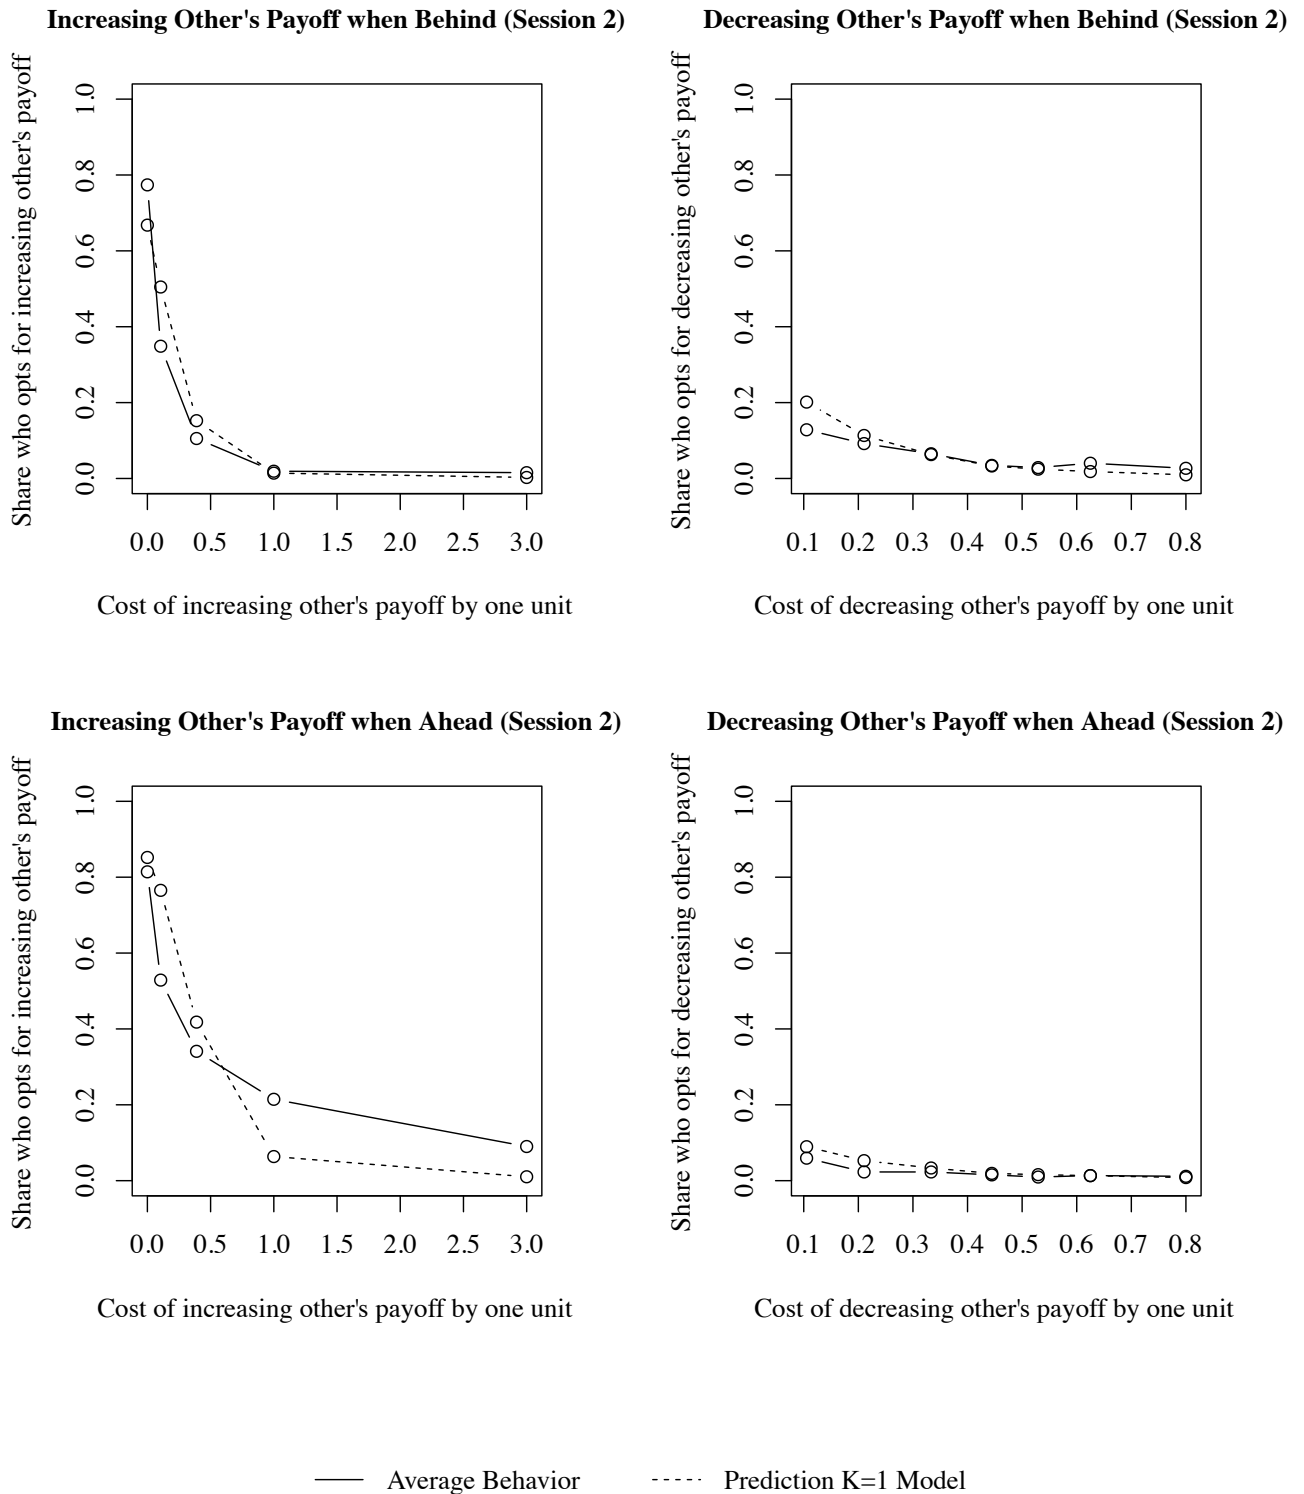 Increasing Other's Payoff when Behind (Session 2)
Share who opts for increasing other's payoff
1.0
0.8
0.6
0.4
0.2
0.0
0.0 0.5 1.0 1.5 2.0 2.5 3.0
Cost of increasing other's payoff by one unit
Decreasing Other's Payoff when Behind (Session 2)
Share who opts for decreasing other's payoff
1.0
0.8
0.6
0.4
0.2
0.0
0.1 0.2 0.3 0.4 0.5 0.6 0.7 0.8
Cost of decreasing other's payoff by one unit
Increasing Other's Payoff when Ahead (Session 2)
Share who opts for increasing other's payoff
1.0
0.8
0.6
0.4
0.2
0.0
0.0 0.5 1.0 1.5 2.0 2.5 3.0
Cost of increasing other's payoff by one unit
Decreasing Other's Payoff when Ahead (Session 2)
Share who opts for decreasing other's payoff
1.0
0.8
0.6
0.4
0.2
0.0
0.1 0.2 0.3 0.4 0.5 0.6 0.7 0.8
Cost of decreasing other's payoff by one unit
Average Behavior
Prediction K=1 Model